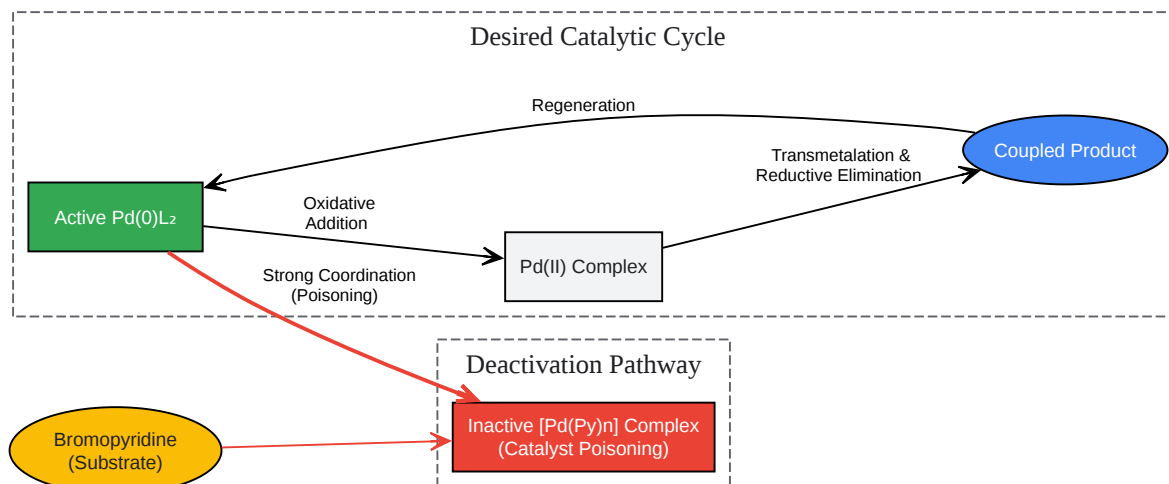 Desired Catalytic Cycle
Regeneration
Transmetalation &
Reductive Elimination
Coupled Product
Active Pd(0)L₂
Oxidative
Addition
Pd(II) Complex
Strong Coordination
(Poisoning)
Deactivation Pathway
Inactive [Pd(Py)n] Complex
(Catalyst Poisoning)
Bromopyridine
(Substrate)